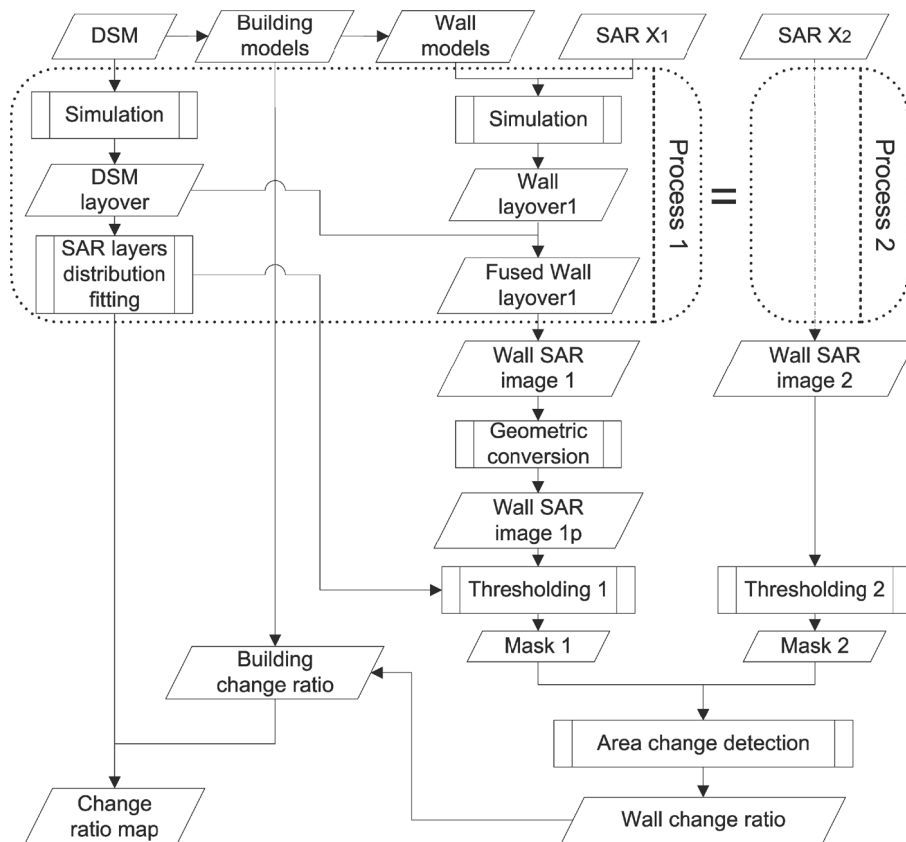 DSM
Building
models
Wall
models
SAR X1
SAR X2
Simulation
Simulation
DSM
layover
Wall
layover1
SAR layers
distribution
fitting
Fused Wall
layover1
Process 1
=
Process 2
Wall SAR
image 1
Wall SAR
image 2
Geometric
conversion
Wall SAR
image 1p
Thresholding 1
Thresholding 2
Mask 1
Mask 2
Building
change ratio
Area change detection
Change
ratio map
Wall change ratio